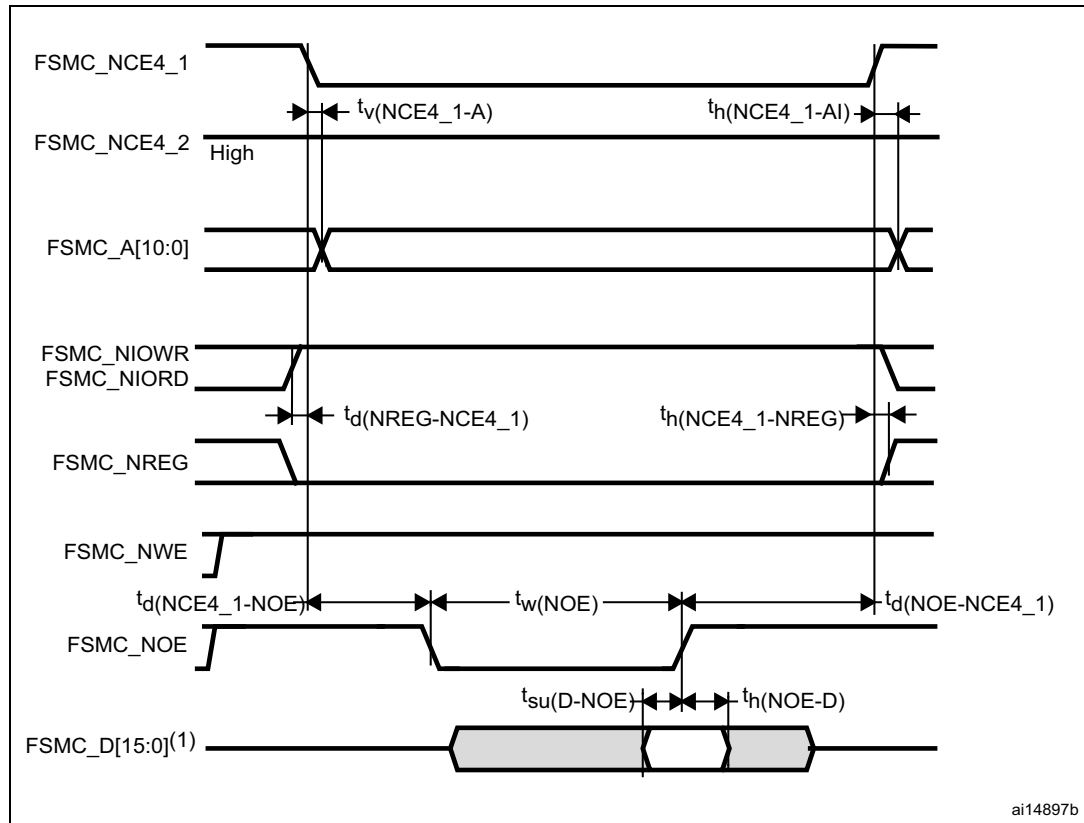 FSMC_NCE4_1
tv(NCE4_1-A)
th(NCE4_1-AI)
FSMC_NCE4_2
High
FSMC_A[10:0]
FSMC_NIOWR
FSMC_NIORD
td(NREG-NCE4_1)
th(NCE4_1-NREG)
FSMC_NREG
FSMC_NWE
td(NCE4_1-NOE)
tw(NOE)
td(NOE-NCE4_1)
FSMC_NOE
tsu(D-NOE)
th(NOE-D)
FSMC_D[15:0](1)
ai14897b